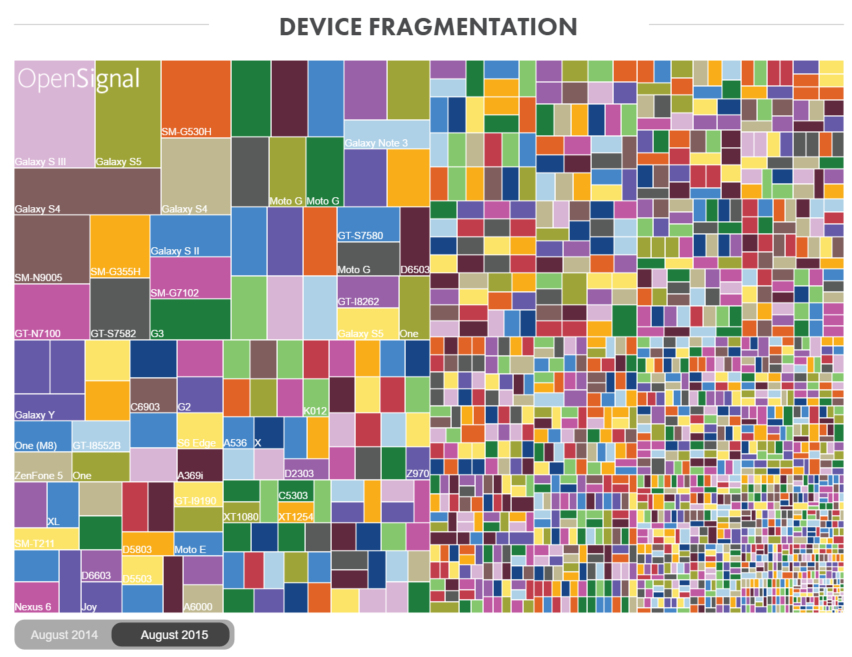 DEVICE FRAGMENTATION
OpenSignal
Galaxy S III
Galaxy S5
SM-G530H
Galaxy S4
Galaxy S4
Moto G
Moto G
Galaxy Note 3
SM-N9005
SM-G355H
Galaxy S II
SM-G7102
GT-N7100
GT-S7582
G3
GT-S7580
Moto G
D6503
GT-I8262
Galaxy S5
One
Galaxy Y
C6903
G2
K012
One (M8)
GT-I8552B
S6 Edge
A536
X
ZenFone 5
One
A369i
D2303
Z970
XL
GT-I9190
C5303
XT1080
XT1254
SM-T211
D5803
Moto E
D6603
D5503
Nexus 6
Joy
A6000
OpenSignal
August 2014
August 2015